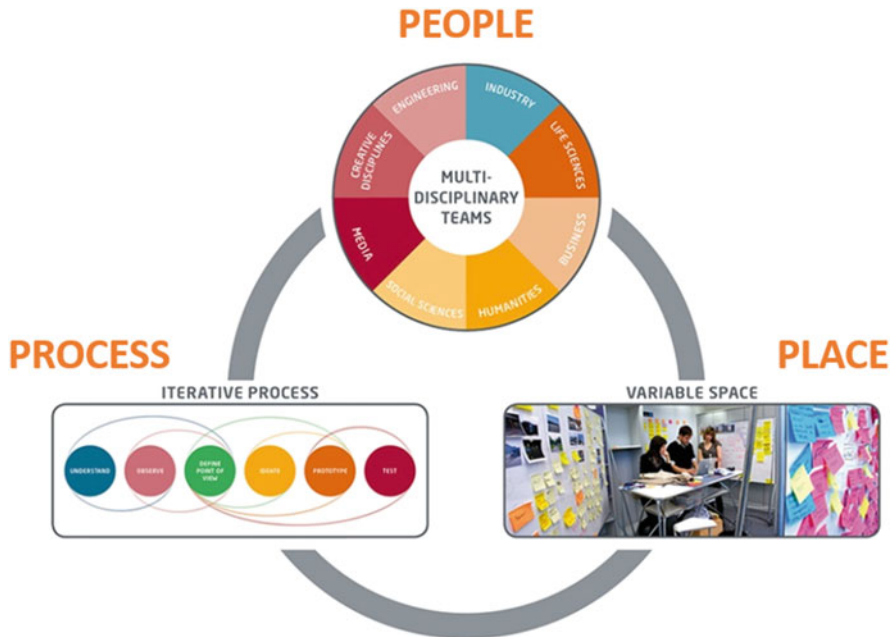 PEOPLE
ENGINEERING
INDUSTRY
LIFE SCIENCES
BUSINESS
HUMANITIES
SOCIAL SCIENCES
MEDIA
CREATIVE
DISCIPLINES
MULTI-
DISCIPLINARY
TEAMS
PROCESS
ITERATIVE PROCESS
UNDERSTAND
OBSERVE
DEFINE
POINT OF
VIEW
IDEATE
PROTOTYPE
TEST
PLACE
VARIABLE SPACE